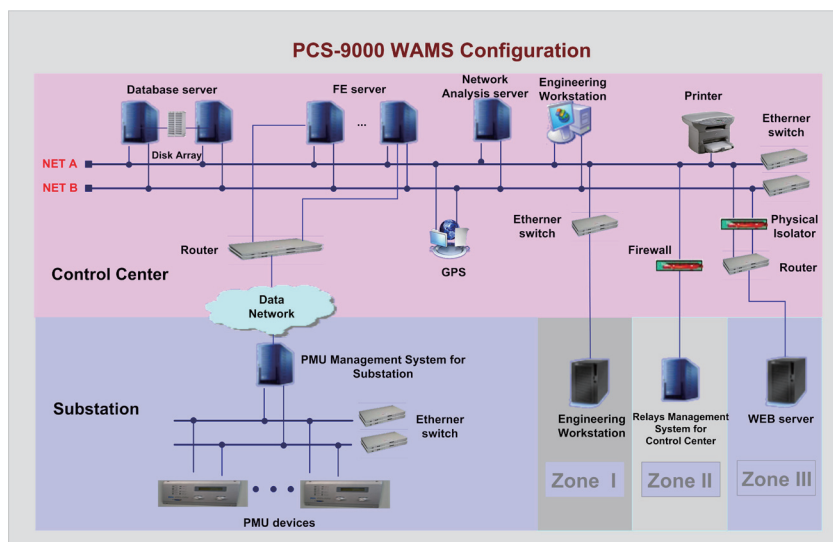 PCS-9000 WAMS Configuration
Database server
FE server
Network
Analysis server
Engineering
Workstation
Printer
Etherner
switch
...
Disk Array
NET A
NET B
Router
GPS
Etherner
switch
Firewall
Physical
Isolator
Router
Control Center
Data
Network
PMU Management System for
Substation
Substation
Etherner
switch
PMU devices
Engineering
Workstation
Relays Management
System for
Control Center
WEB server
Zone I
Zone II
Zone III